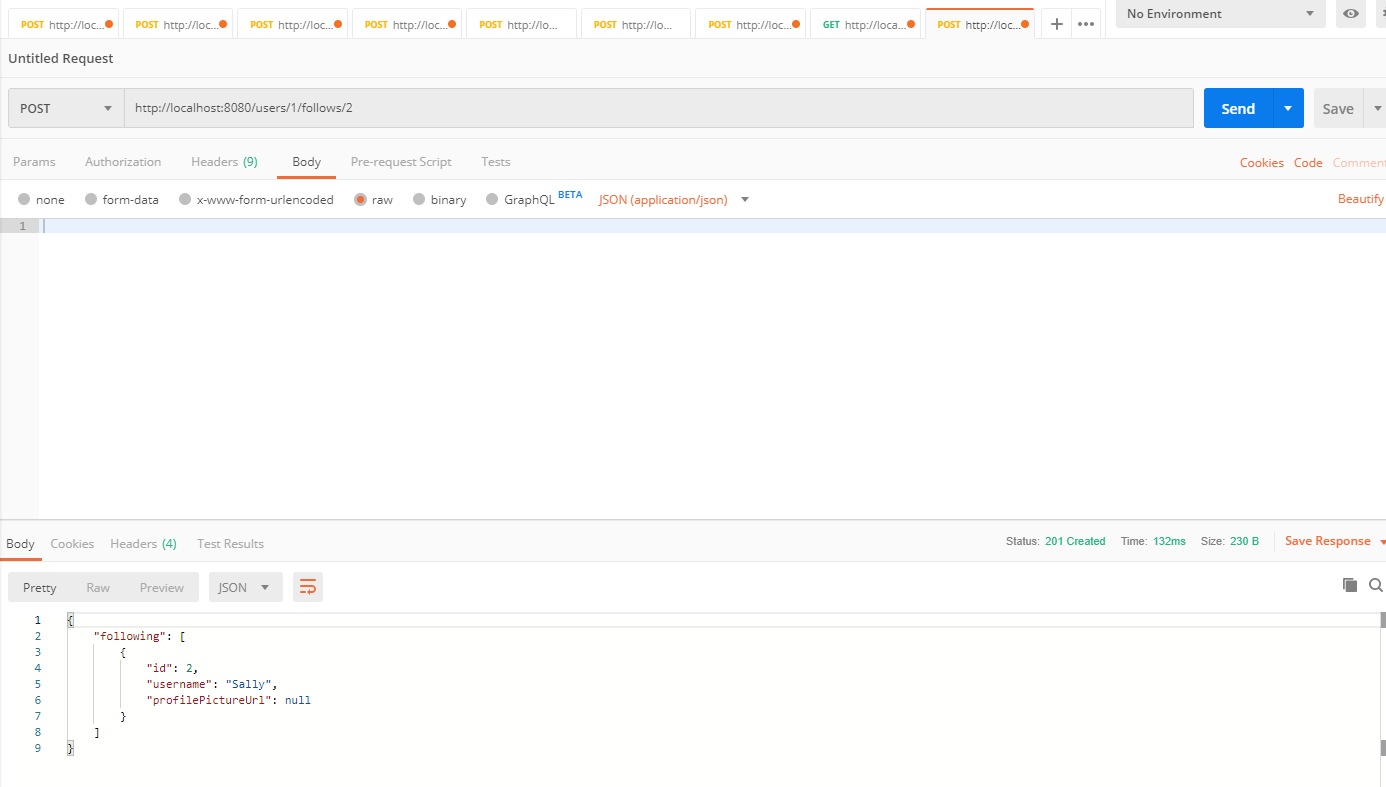 POST http://loc... POST http://loc... POST http://loc... POST http://loc... POST http://lo... POST http://lo... POST http://loc... GET http://loca... POST http://loc... + ••• No Environment
Untitled Request
POST http://localhost:8080/users/1/follows/2 Send Save
Params Authorization Headers (9) Body Pre-request Script Tests Cookies Code Comment
none form-data x-www-form-urlencoded raw binary GraphQL BETA JSON (application/json) Beautify
1
Body Cookies Headers (4) Test Results Status: 201 Created Time: 132ms Size: 230 B Save Response
Pretty Raw Preview JSON
1 {
2 "following": [
3 {
4 "id": 2,
5 "username": "Sally",
6 "profilePictureUrl": null
7 }
8 ]
9 }